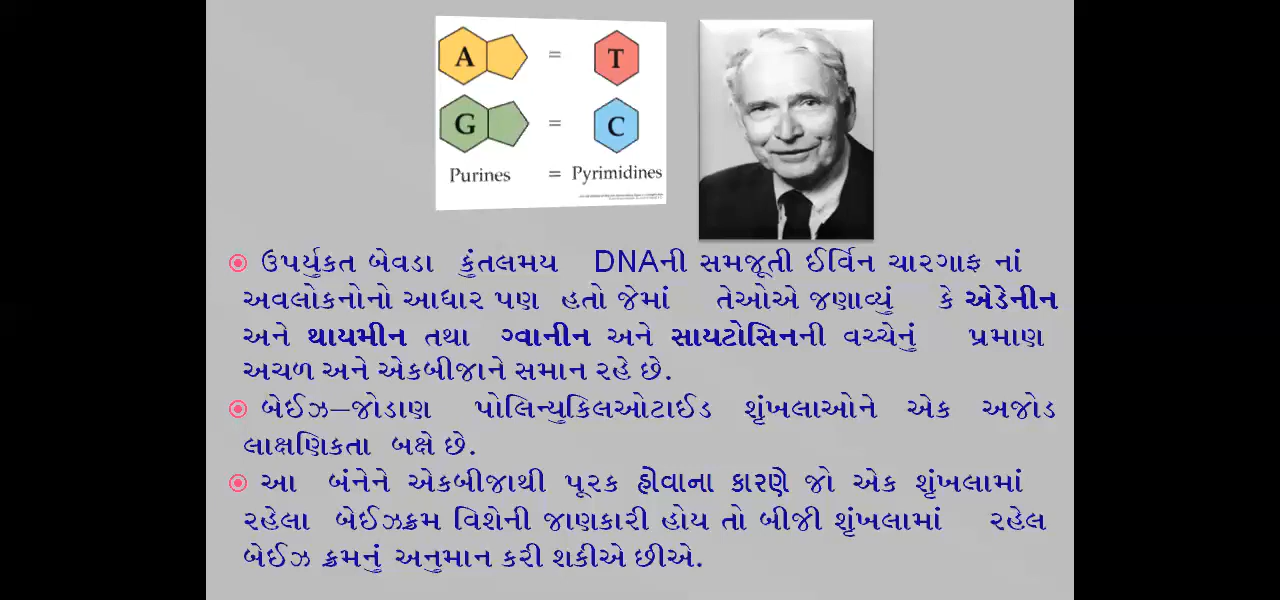 A = T
G = C
Purines = Pyrimidines
ઉપર્યુકત બેવડા કુંતલમય DNAની સમજૂતી ઈર્વિન ચારગાફ નાં
અવલોકનોનો આધાર પણ હતો જેમાં તેઓએ જણાવ્યું કે એડેનીન
અને થાયમીન તથા ગ્વાનીન અને સાયટોસિનની વચ્ચેનું પ્રમાણ
અચળ અને એકબીજાને સમાન રહે છે.
બેઈઝ–જોડાણ પોલિન્યુકિલઓટાઈડ શૃંખલાઓને એક અજોડ
લાક્ષણિકતા બક્ષે છે.
આ બંનેને એકબીજાથી પૂરક હોવાના કારણે જો એક શૃંખલામાં
રહેલા બેઈઝક્રમ વિશેની જાણકારી હોય તો બીજી શૃંખલામાં રહેલ
બેઈઝ ક્રમનું અનુમાન કરી શકીએ છીએ.